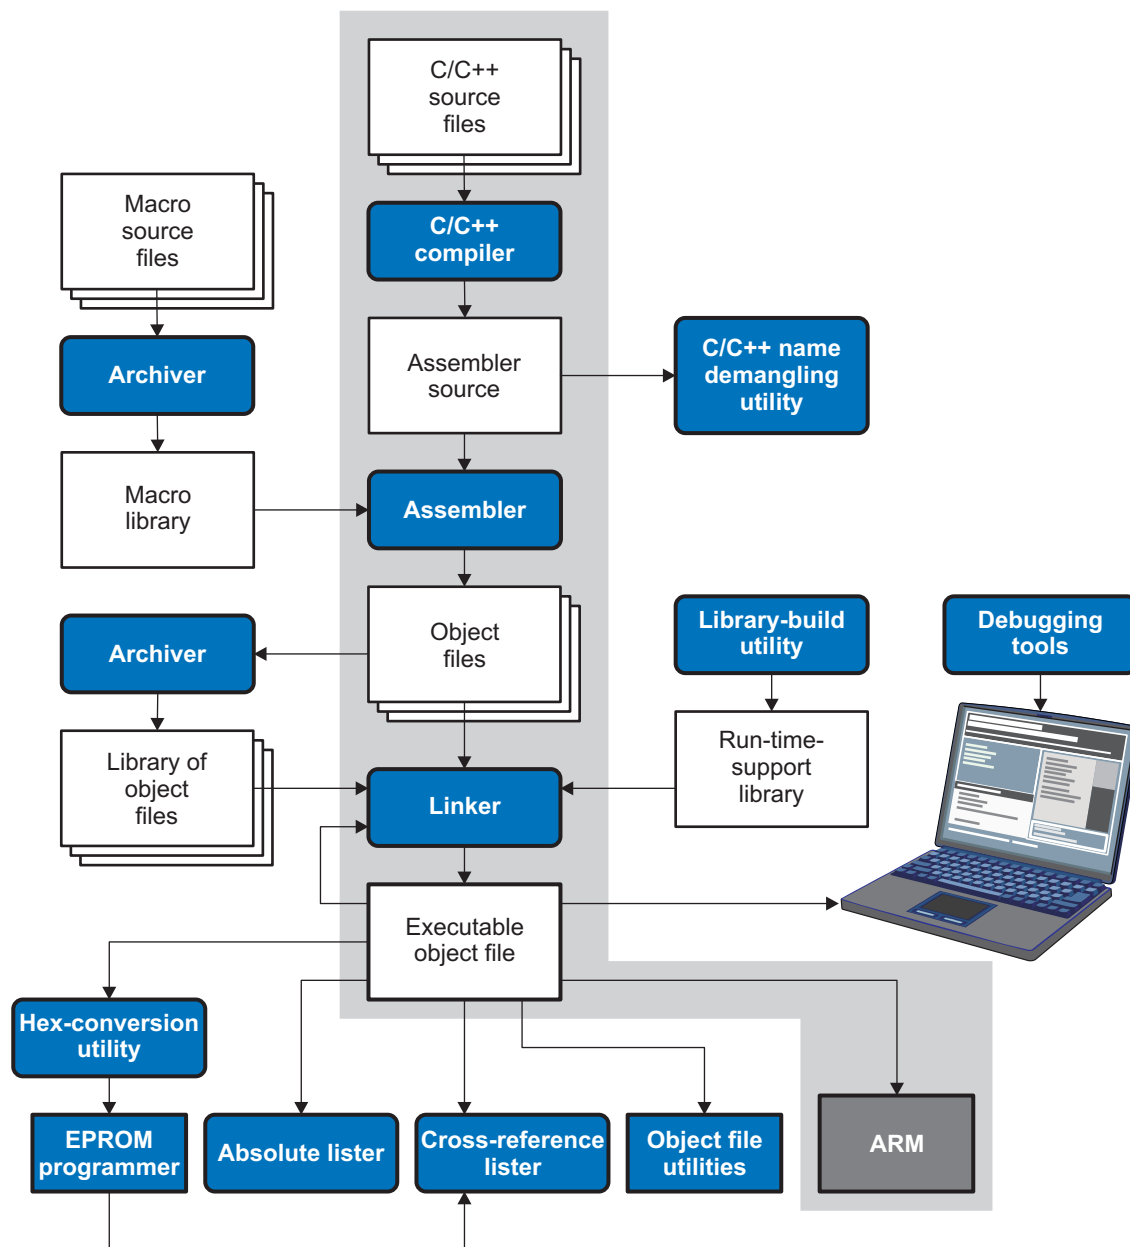 C/C++
source
files
Macro
source
files
C/C++
compiler
Archiver
Assembler
source
C/C++ name
demangling
utility
Macro
library
Assembler
Archiver
Object
files
Library-build
utility
Debugging
tools
Library of
object
files
Linker
Run-time-
support
library
Executable
object file
Hex-conversion
utility
EPROM
programmer
Absolute lister
Cross-reference
lister
Object file
utilities
ARM